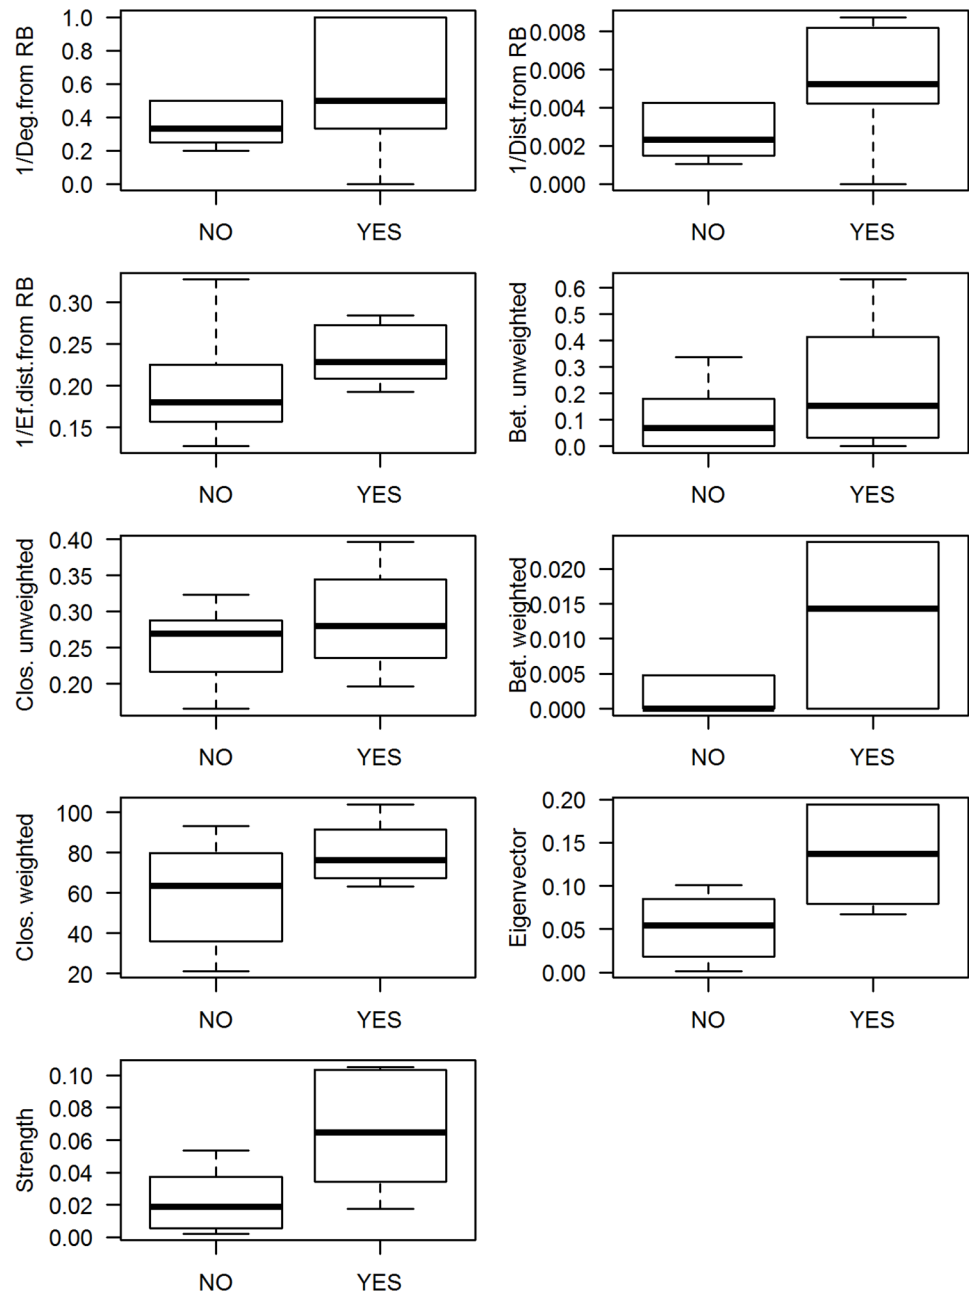 1/Deg.from RB
1.0
0.8
0.6
0.4
0.2
0.0
NO YES
1/Dist.from RB
0.008
0.006
0.004
0.002
0.000
NO YES
1/Ef.dist.from RB
0.30
0.25
0.20
0.15
NO YES
Bet. unweighted
0.6
0.5
0.4
0.3
0.2
0.1
0.0
NO YES
Clos. unweighted
0.40
0.35
0.30
0.25
0.20
NO YES
Bet. weighted
0.020
0.015
0.010
0.005
0.000
NO YES
Clos. weighted
100
80
60
40
20
NO YES
Eigenvector
0.20
0.15
0.10
0.05
0.00
NO YES
Strength
0.10
0.08
0.06
0.04
0.02
0.00
NO YES